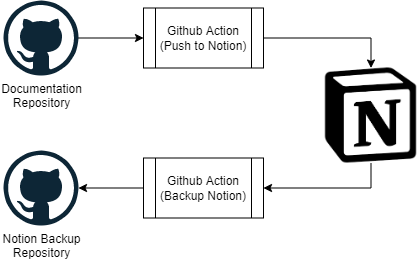 Github Action
(Push to Notion)
Documentation
Repository
N
Github Action
(Backup Notion)
Notion Backup
Repository